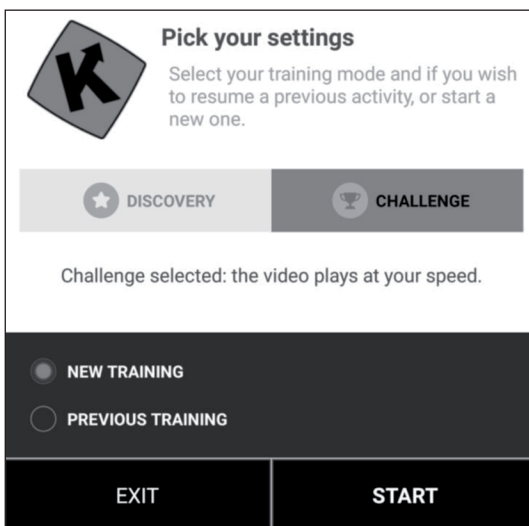 Pick your settings
Select your training mode and if you wish
to resume a previous activity, or start a
new one.
DISCOVERY
CHALLENGE
Challenge selected: the video plays at your speed.
NEW TRAINING
PREVIOUS TRAINING
EXIT
START